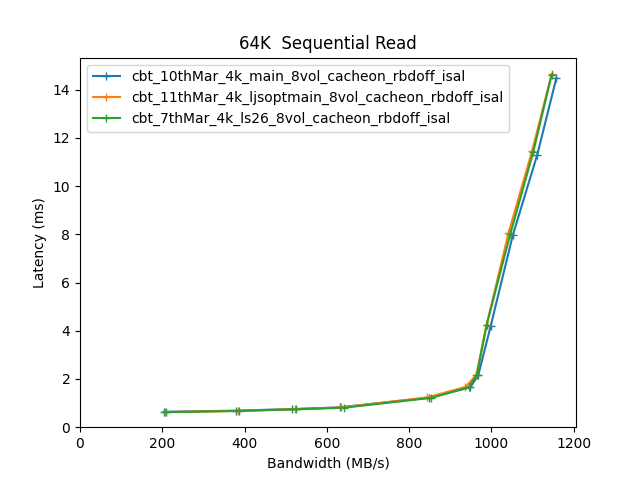 64K  Sequential Read
cbt_10thMar_4k_main_8vol_cacheon_rbdoff_isal
cbt_11thMar_4k_ljsoptmain_8vol_cacheon_rbdoff_isal
cbt_7thMar_4k_ls26_8vol_cacheon_rbdoff_isal
Latency (ms)
14
12
10
8
6
4
2
0
0 200 400 600 800 1000 1200
Bandwidth (MB/s)